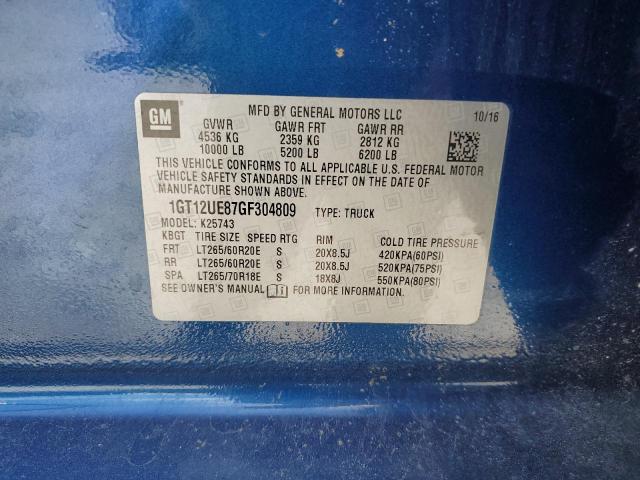 GM
MFD BY GENERAL MOTORS LLC 10/16
GVWR GAWR FRT GAWR RR
4536 KG 2359 KG 2812 KG
10000 LB 5200 LB 6200 LB
THIS VEHICLE CONFORMS TO ALL APPLICABLE U.S. FEDERAL MOTOR
VEHICLE SAFETY STANDARDS IN EFFECT ON THE DATE OF
MANUFACTURE SHOWN ABOVE.
1GT12UE87GF304809 TYPE: TRUCK
MODEL: K25743
KBGT TIRE SIZE SPEED RTG RIM COLD TIRE PRESSURE
FRT LT265/60R20E S 20X8.5J 420KPA(60PSI)
RR LT265/60R20E S 20X8.5J 520KPA(75PSI)
SPA LT265/70R18E S 18X8J 550KPA(80PSI)
SEE OWNER'S MANUAL FOR MORE INFORMATION.